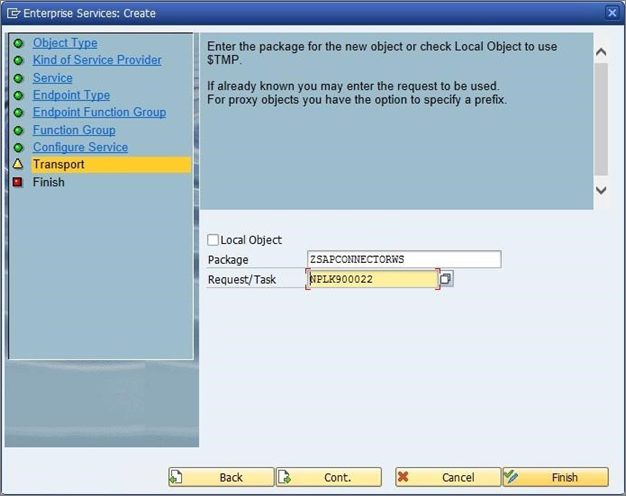 Enterprise Services: Create
Object Type
Kind of Service Provider
Service
Endpoint Type
Endpoint Function Group
Function Group
Configure Service
Transport
Finish
Enter the package for the new object or check Local Object to use
$TMP.
If already known you may enter the request to be used.
For proxy objects you have the option to specify a prefix.
Local Object
Package ZSAPCONNECTORWS
Request/Task NPLK900022
Back Cont. Cancel Finish